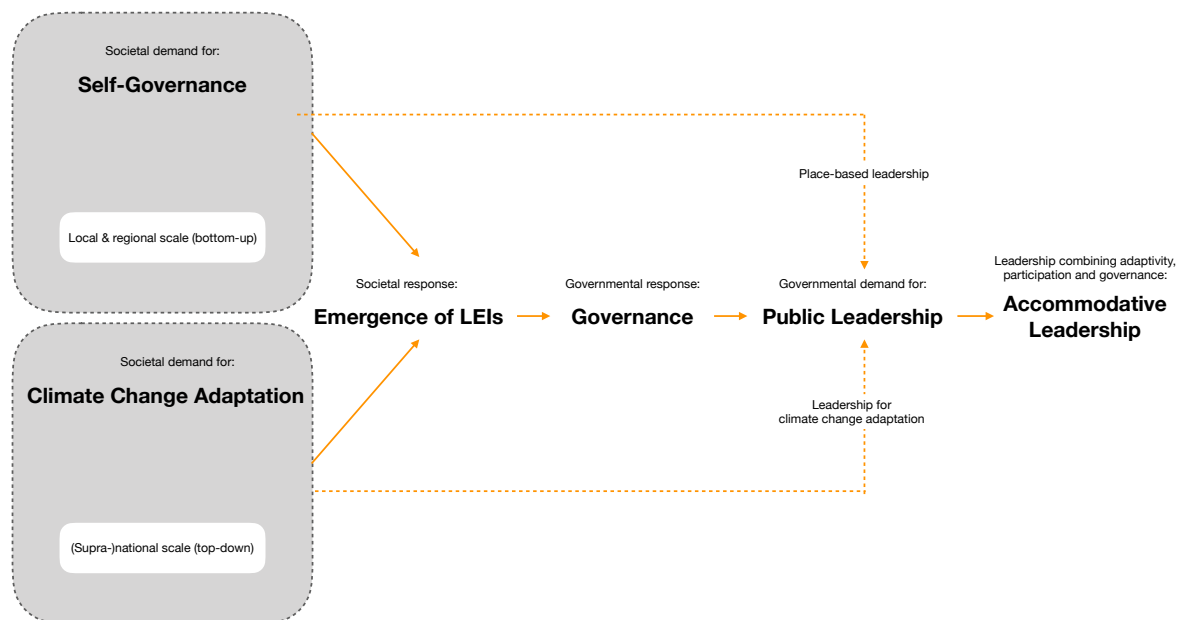 Societal demand for:
Self-Governance
Local & regional scale (bottom-up)
Societal demand for:
Climate Change Adaptation
(Supra-)national scale (top-down)
Societal response:
Emergence of LEIs
Governmental response:
Governance
Place-based leadership
Governmental demand for:
Public Leadership
Leadership for
climate change adaptation
Leadership combining adaptivity,
participation and governance:
Accommodative
Leadership